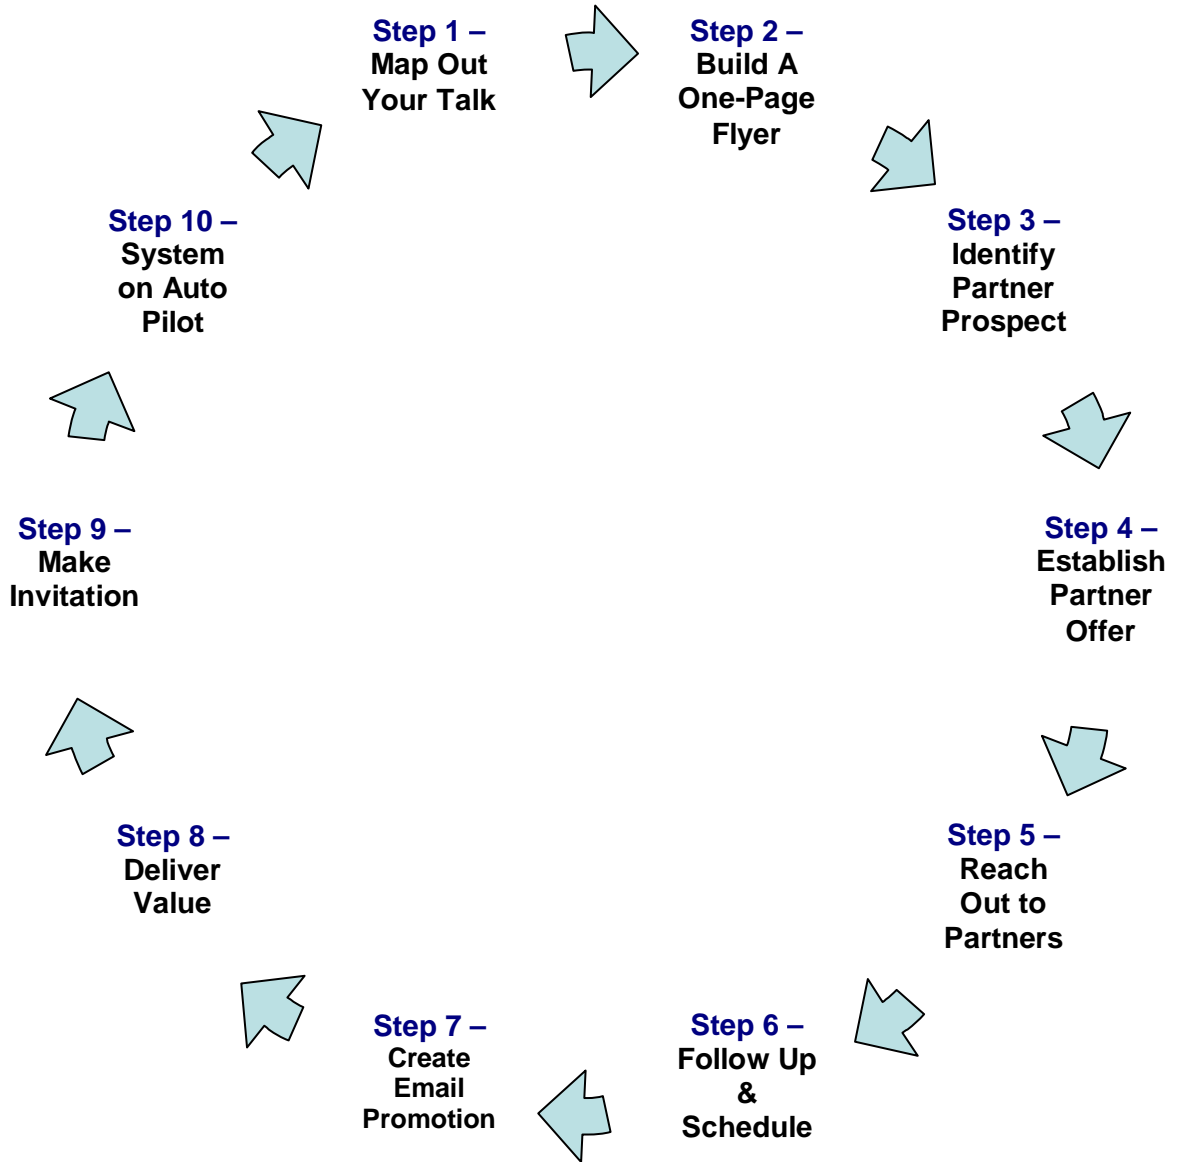 Step 1 –
Map Out
Your Talk
Step 2 –
Build A
One-Page
Flyer
Step 3 –
Identify
Partner
Prospect
Step 4 –
Establish
Partner
Offer
Step 5 –
Reach
Out to
Partners
Step 6 –
Follow Up
&
Schedule
Step 7 –
Create
Email
Promotion
Step 8 –
Deliver
Value
Step 9 –
Make
Invitation
Step 10 –
System
on Auto
Pilot